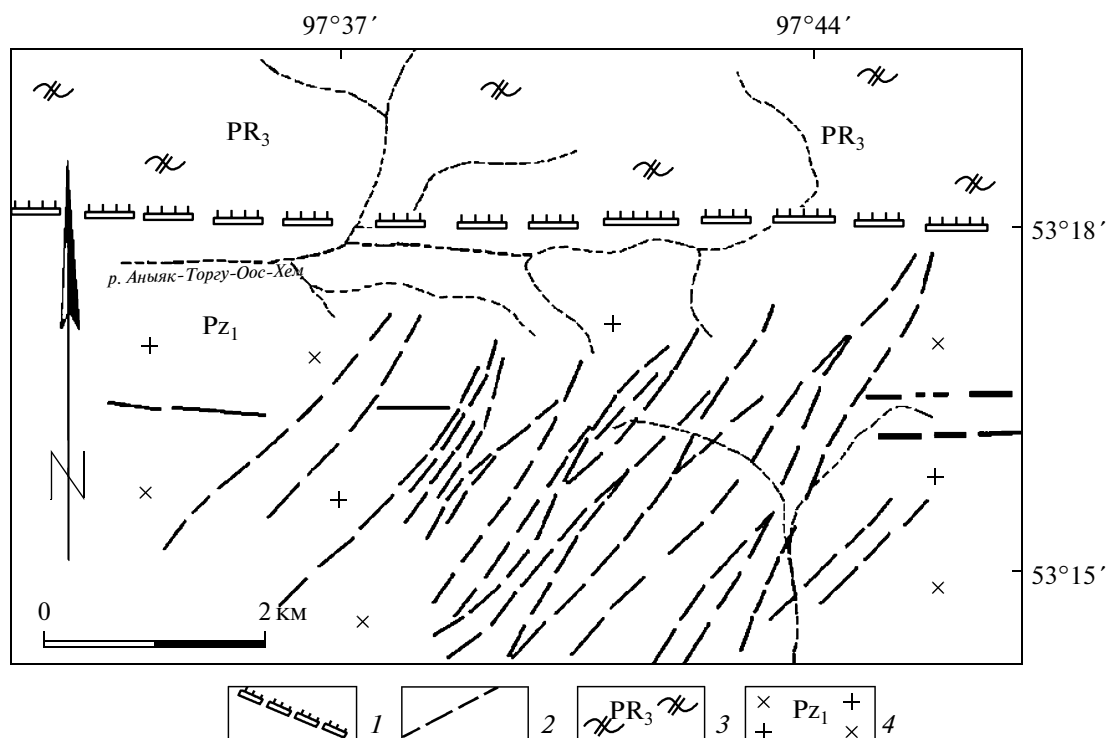 97°37´ 97°44´
PR₃ PR₃
53°18´
р. Аныяк-Торгу-Оос-Хем
Pz₁
N
53°15´
0 2 км
1 2 PR₃ 3 Pz₁ 4